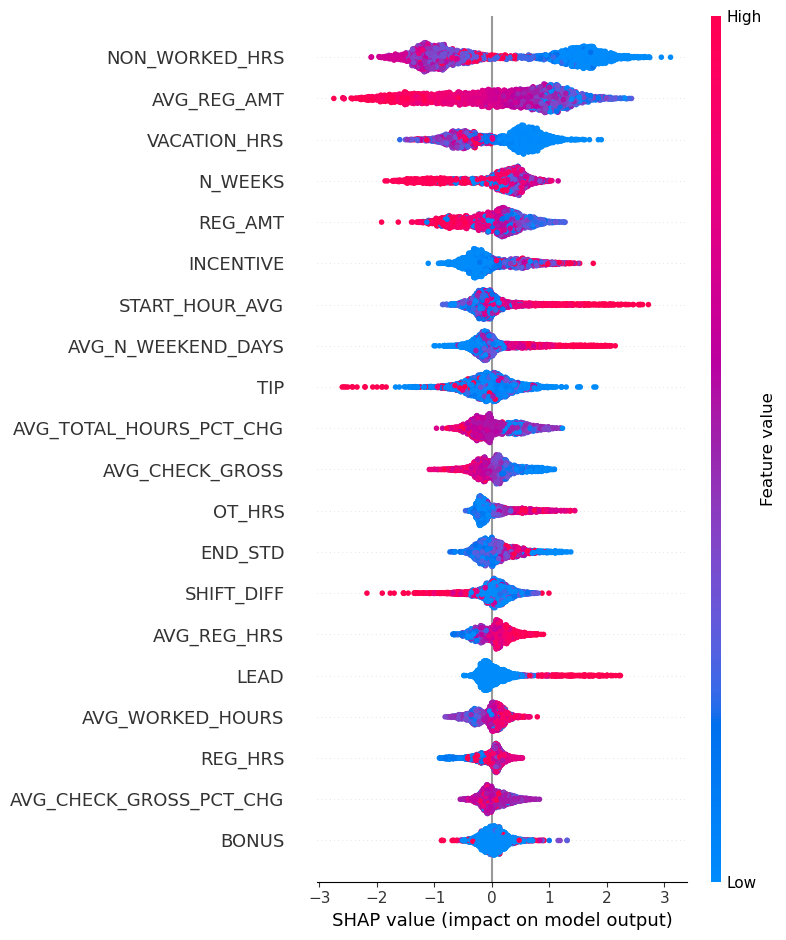 High
NON_WORKED_HRS
AVG_REG_AMT
VACATION_HRS
N_WEEKS
REG_AMT
INCENTIVE
START_HOUR_AVG
AVG_N_WEEKEND_DAYS
TIP
AVG_TOTAL_HOURS_PCT_CHG
AVG_CHECK_GROSS
OT_HRS
END_STD
SHIFT_DIFF
AVG_REG_HRS
LEAD
AVG_WORKED_HOURS
REG_HRS
AVG_CHECK_GROSS_PCT_CHG
BONUS
Feature value
Low
−3 −2 −1 0 1 2 3
SHAP value (impact on model output)